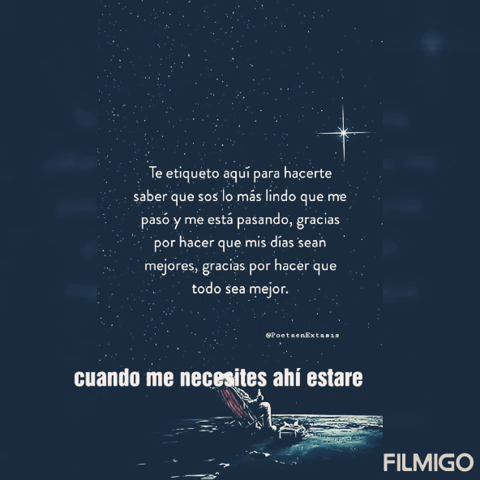 Te etiqueto aquí para hacerte
saber que sos lo más lindo que me
pasó y me está pasando, gracias
por hacer que mis días sean
mejores, gracias por hacer que
todo sea mejor.
@PoetaenExtasis
cuando me necesites ahí estare
FILMIGO